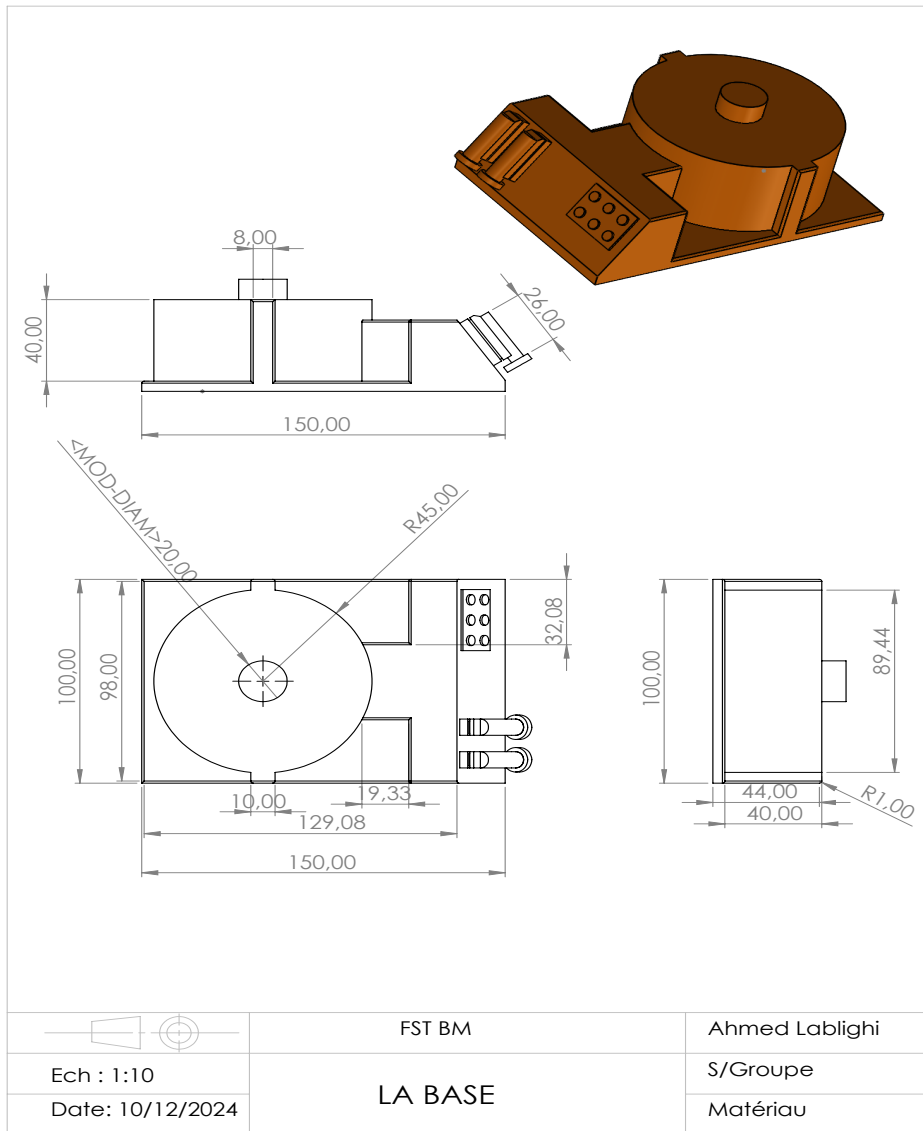 8,00
26,00
40,00
150,00
<MOD-DIAM>20,00
R45,00
100,00
98,00
32,08
10,00
19,33
129,08
150,00
100,00
89,44
44,00
40,00
R1,00
FST BM
Ahmed Lablighi
Ech : 1:10
LA BASE
S/Groupe
Date: 10/12/2024
Matériau